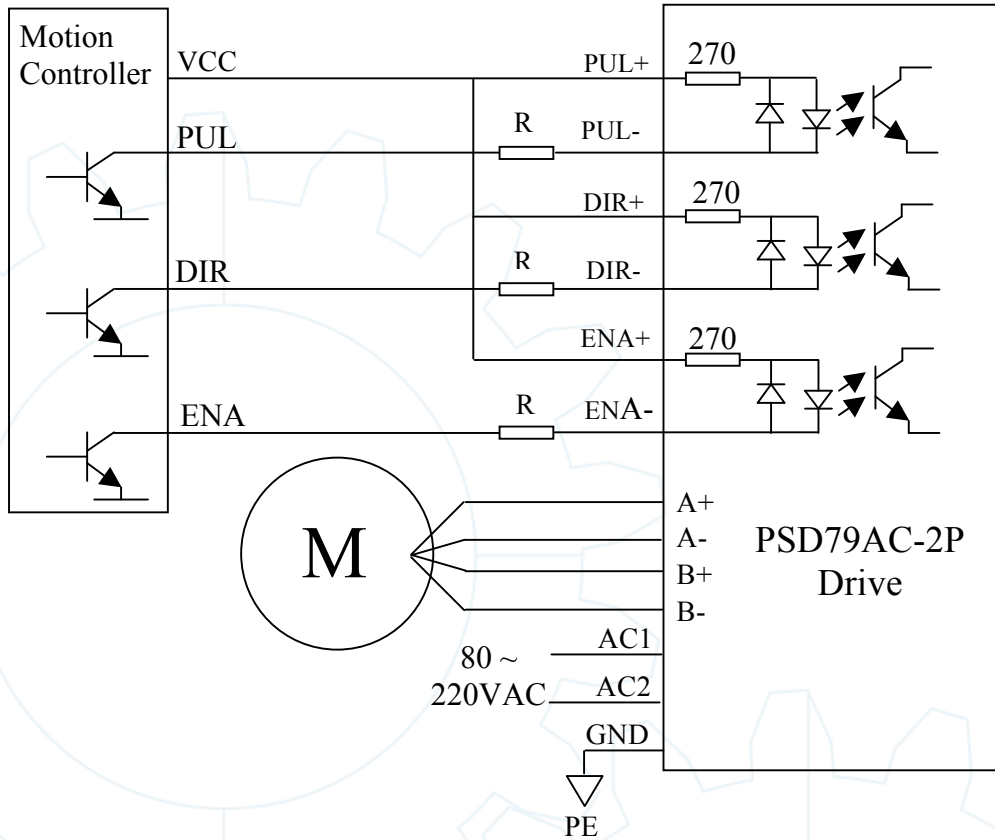 Motion
Controller
VCC
PUL+
270
PUL
R
PUL-
DIR+
270
DIR
R
DIR-
ENA+
270
ENA
R
ENA-
M
A+
A-
B+
B-
PSD79AC-2P
Drive
80 ~
220VAC
AC1
AC2
GND
PE